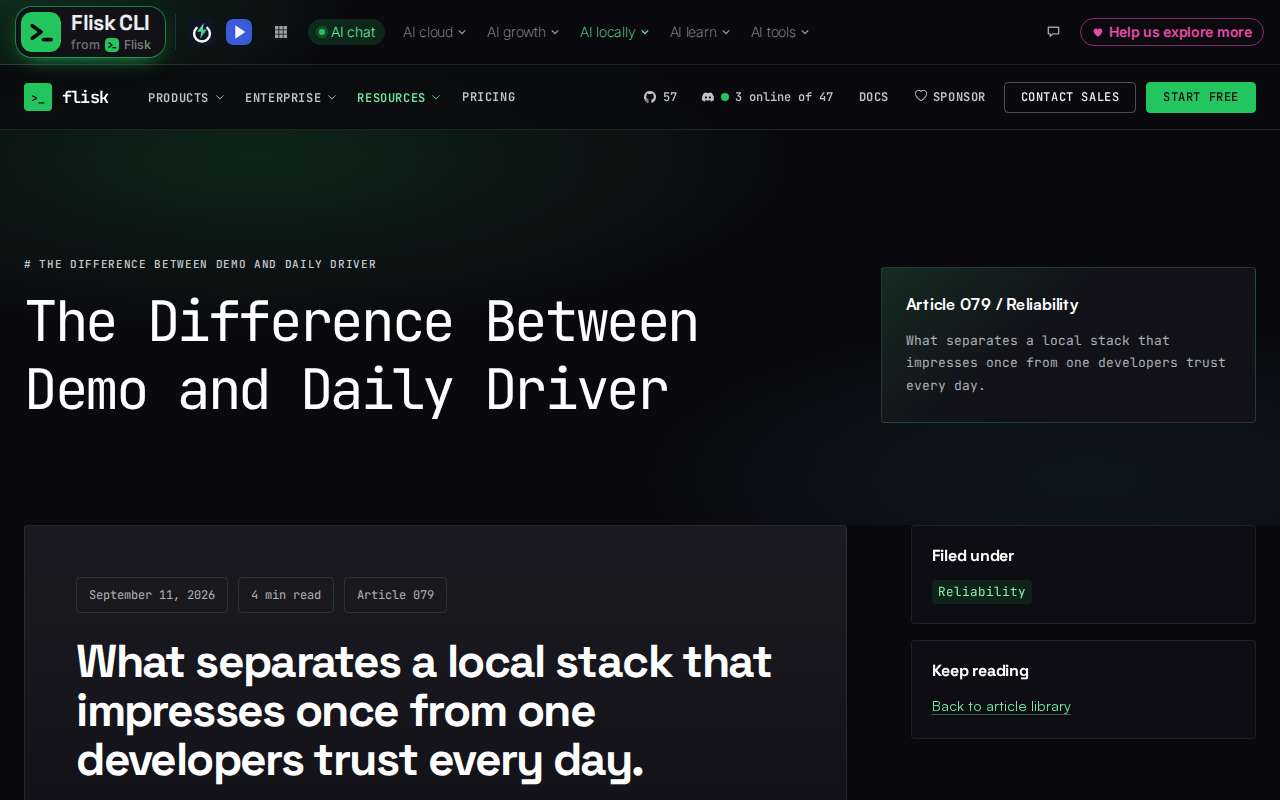 Flisk CLI
from Flisk
AI chat
AI cloud
AI growth
AI locally
AI learn
AI tools
Help us explore more
flisk
PRODUCTS
ENTERPRISE
RESOURCES
PRICING
57
3 online of 47
DOCS
SPONSOR
CONTACT SALES
START FREE
# THE DIFFERENCE BETWEEN DEMO AND DAILY DRIVER
The Difference Between
Demo and Daily Driver
Article 079 / Reliability
What separates a local stack that
impresses once from one developers trust
every day.
September 11, 2026
4 min read
Article 079
What separates a local stack that
impresses once from one
developers trust every day.
Filed under
Reliability
Keep reading
Back to article library